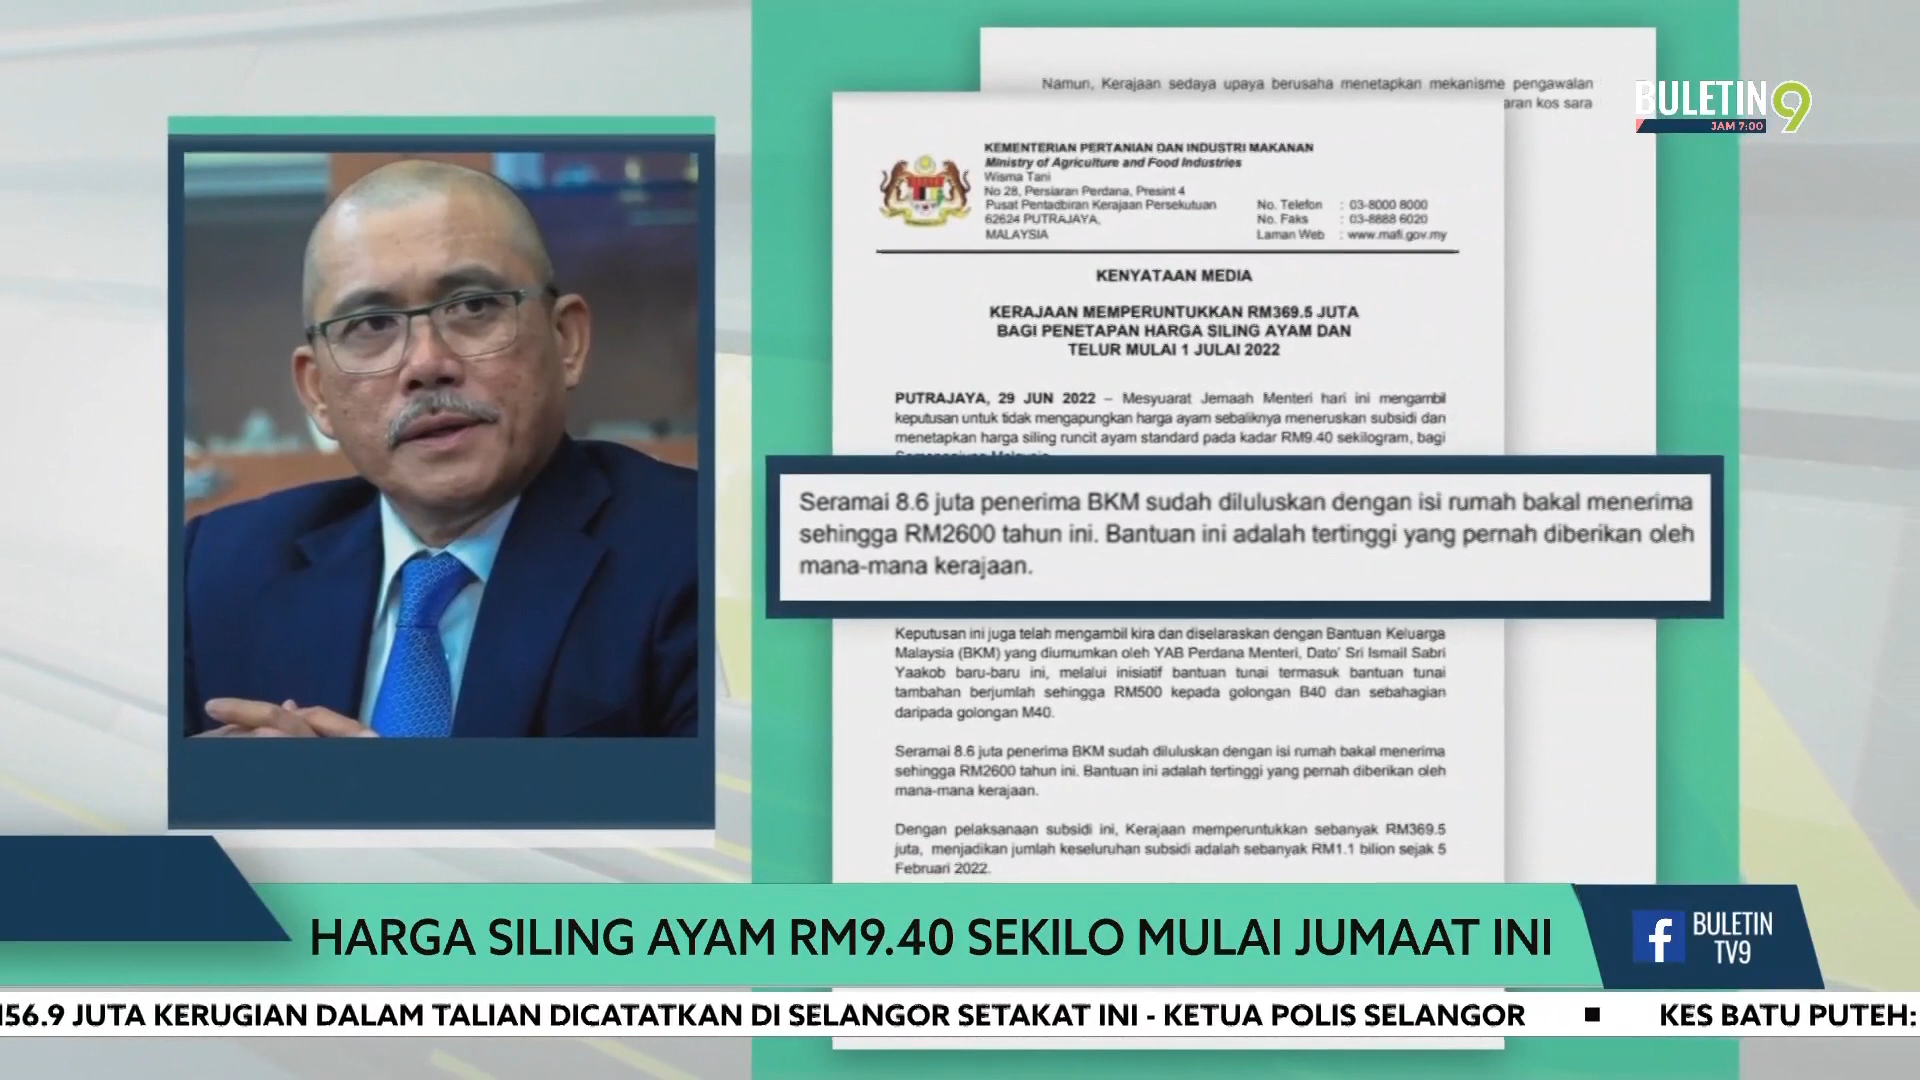 Namun, Kerajaan sedaya upaya berusaha menetapkan mekanisme pengawalan
aran kos sara
BULETIN 9
JAM 7:00
KEMENTERIAN PERTANIAN DAN INDUSTRI MAKANAN
Ministry of Agriculture and Food Industries
Wisma Tani
No 28, Persiaran Perdana, Presint 4
Pusat Pentadbiran Kerajaan Persekutuan
62624 PUTRAJAYA,
MALAYSIA
No. Telefon : 03-8000 8000
No. Faks : 03-8888 6020
Laman Web : www.mafi.gov.my
KENYATAAN MEDIA
KERAJAAN MEMPERUNTUKKAN RM369.5 JUTA
BAGI PENETAPAN HARGA SILING AYAM DAN
TELUR MULAI 1 JULAI 2022
PUTRAJAYA, 29 JUN 2022 – Mesyuarat Jemaah Menteri hari ini mengambil
keputusan untuk tidak mengapungkan harga ayam sebaliknya meneruskan subsidi dan
menetapkan harga siling runcit ayam standard pada kadar RM9.40 sekilogram, bagi
Seramai 8.6 juta penerima BKM sudah diluluskan dengan isi rumah bakal menerima
sehingga RM2600 tahun ini. Bantuan ini adalah tertinggi yang pernah diberikan oleh
mana-mana kerajaan.
Keputusan ini juga telah mengambil kira dan diselaraskan dengan Bantuan Keluarga
Malaysia (BKM) yang diumumkan oleh YAB Perdana Menteri, Dato' Sri Ismail Sabri
Yaakob baru-baru ini, melalui inisiatif bantuan tunai termasuk bantuan tunai
tambahan berjumlah sehingga RM500 kepada golongan B40 dan sebahagian
daripada golongan M40.
Seramai 8.6 juta penerima BKM sudah diluluskan dengan isi rumah bakal menerima
sehingga RM2600 tahun ini. Bantuan ini adalah tertinggi yang pernah diberikan oleh
mana-mana kerajaan.
Dengan pelaksanaan subsidi ini, Kerajaan memperuntukkan sebanyak RM369.5
juta, menjadikan jumlah keseluruhan subsidi adalah sebanyak RM1.1 bilion sejak 5
Februari 2022.
HARGA SILING AYAM RM9.40 SEKILO MULAI JUMAAT INI
BULETIN
TV9
156.9 JUTA KERUGIAN DALAM TALIAN DICATATKAN DI SELANGOR SETAKAT INI - KETUA POLIS SELANGOR ■ KES BATU PUTEH: